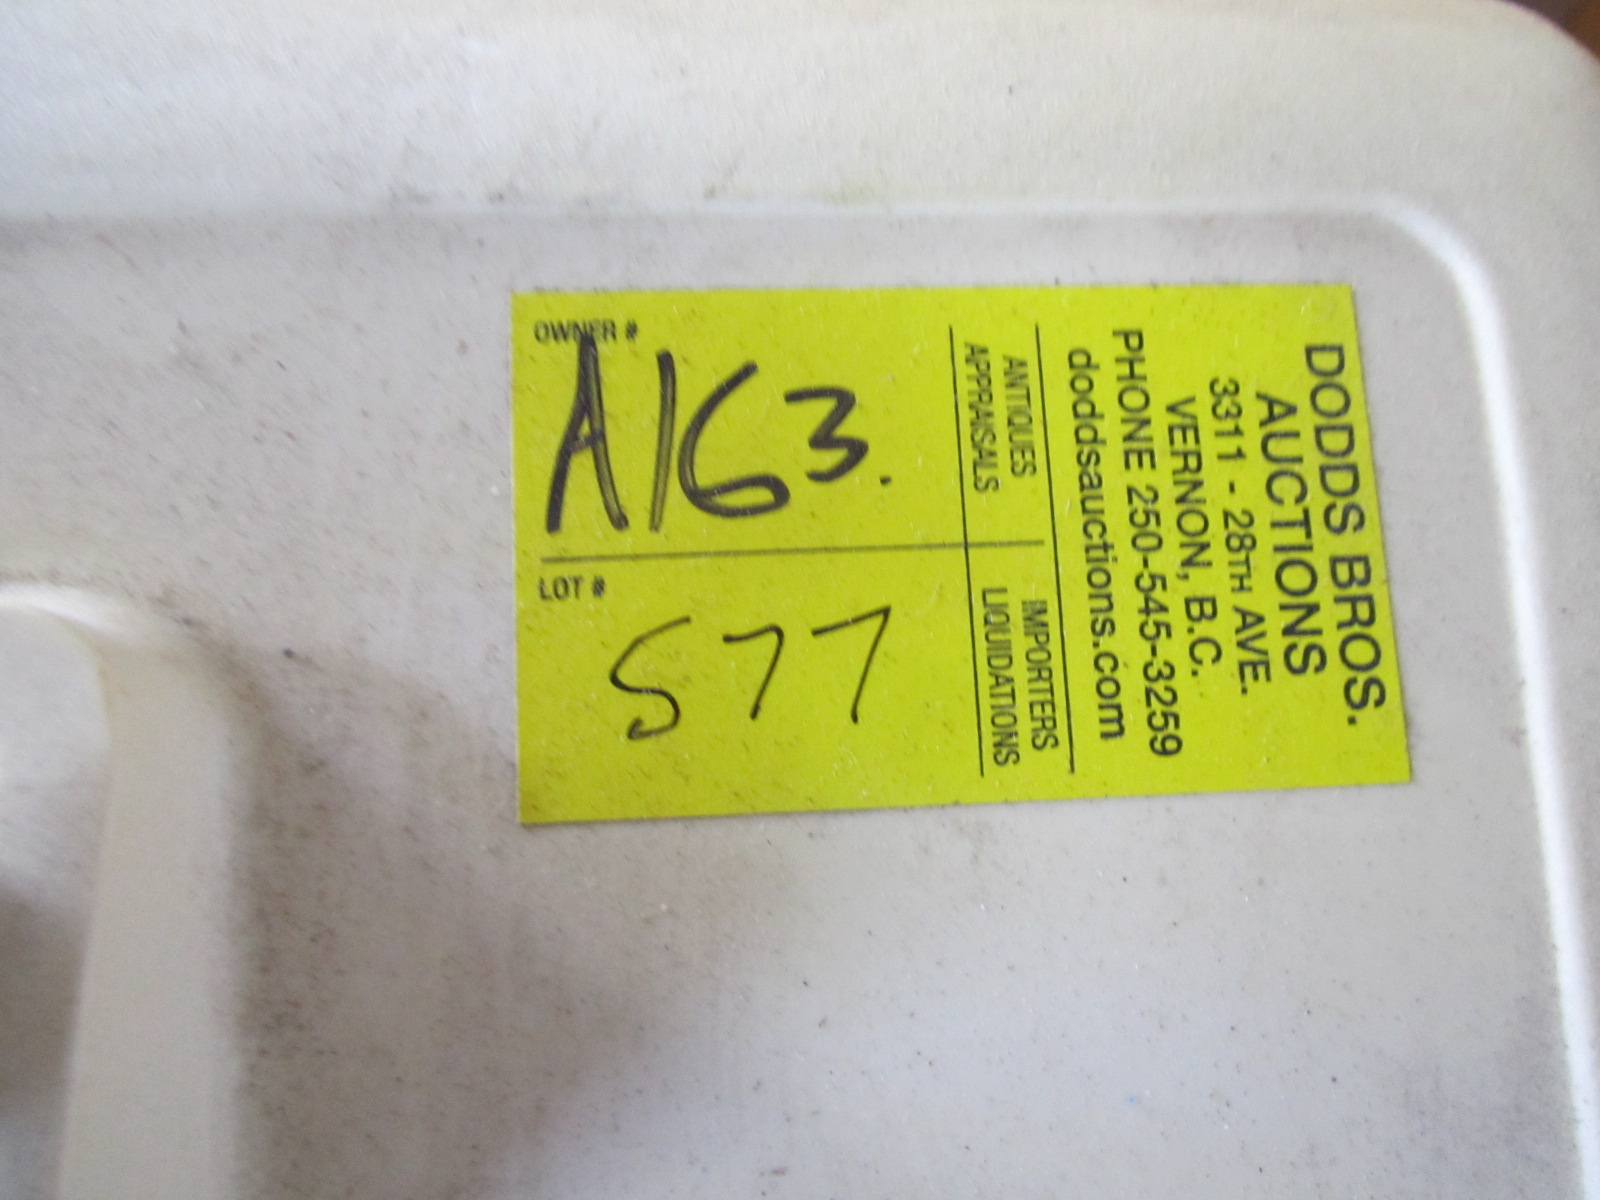 DODDS BROS.
AUCTIONS
3311 - 28TH AVE.
VERNON, B.C.
PHONE 250-545-3259
doddsauctions.com
ANTIQUES IMPORTERS
APPRAISALS LIQUIDATIONS
OWNER #
A163.
LOT #
577